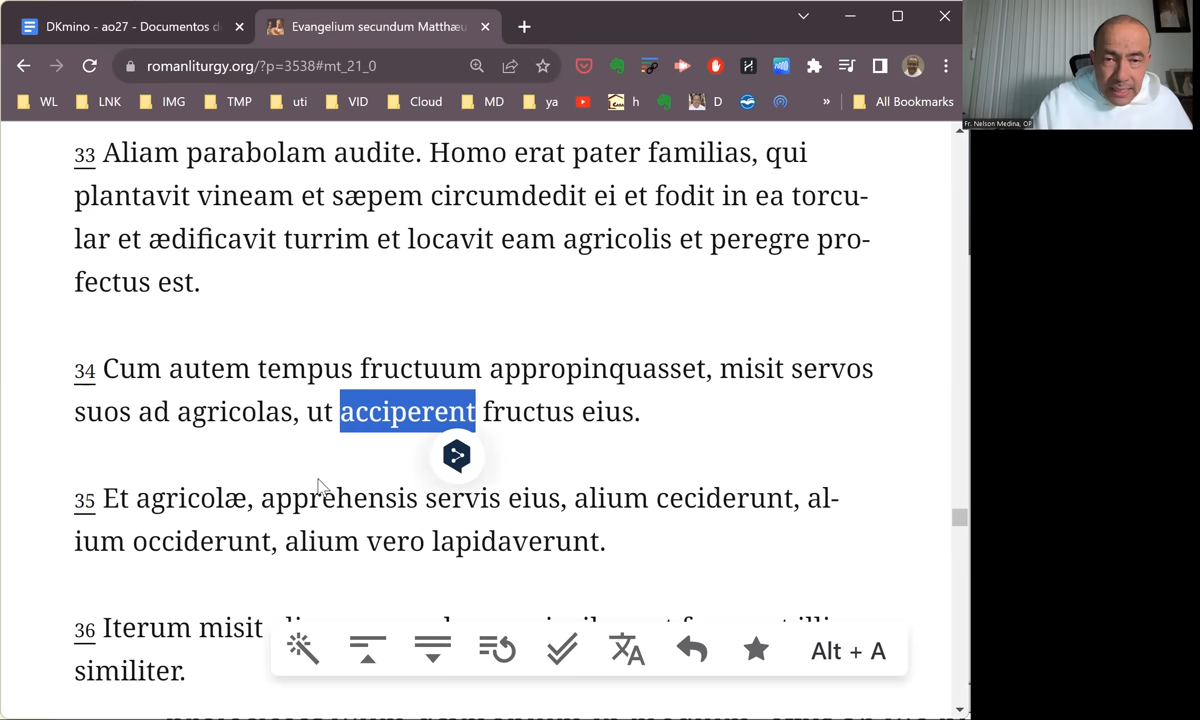 DKmino - ao27 - Documentos d
Evangelium secundum Matthæu
romanliturgy.org/?p=3538#mt_21_0
WL LNK IMG TMP uti VID Cloud MD ya h D » All Bookmarks
Fr. Nelson Medina, OP
33 Aliam parabolam audite. Homo erat pater familias, qui
plantavit vineam et sæpem circumdedit ei et fodit in ea torcu-
lar et ædificavit turrim et locavit eam agricolis et peregre pro-
fectus est.
34 Cum autem tempus fructuum appropinquasset, misit servos
suos ad agricolas, ut acciperent fructus eius.
35 Et agricolæ, apprehensis servis eius, alium ceciderunt, al-
ium occiderunt, alium vero lapidaverunt.
36 Iterum misit
similiter.
Alt + A